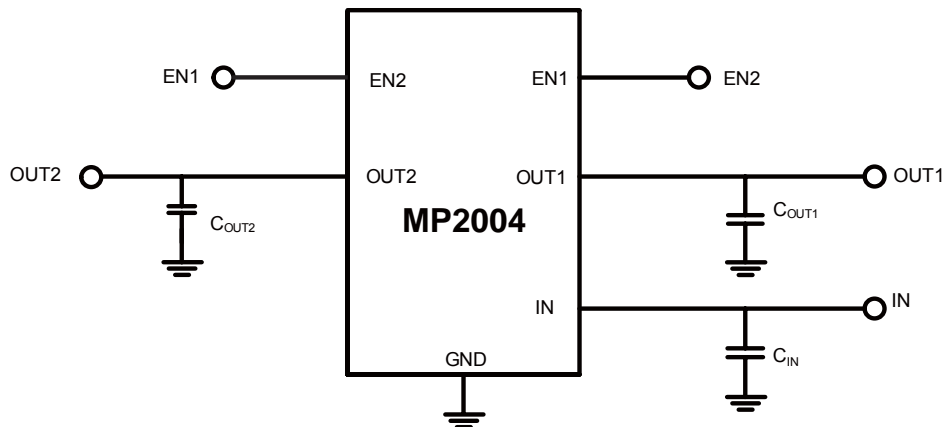 EN1 EN2 EN1 EN2
OUT2 OUT2 OUT1 OUT1
COUT2 MP2004 COUT1
IN IN
GND CIN